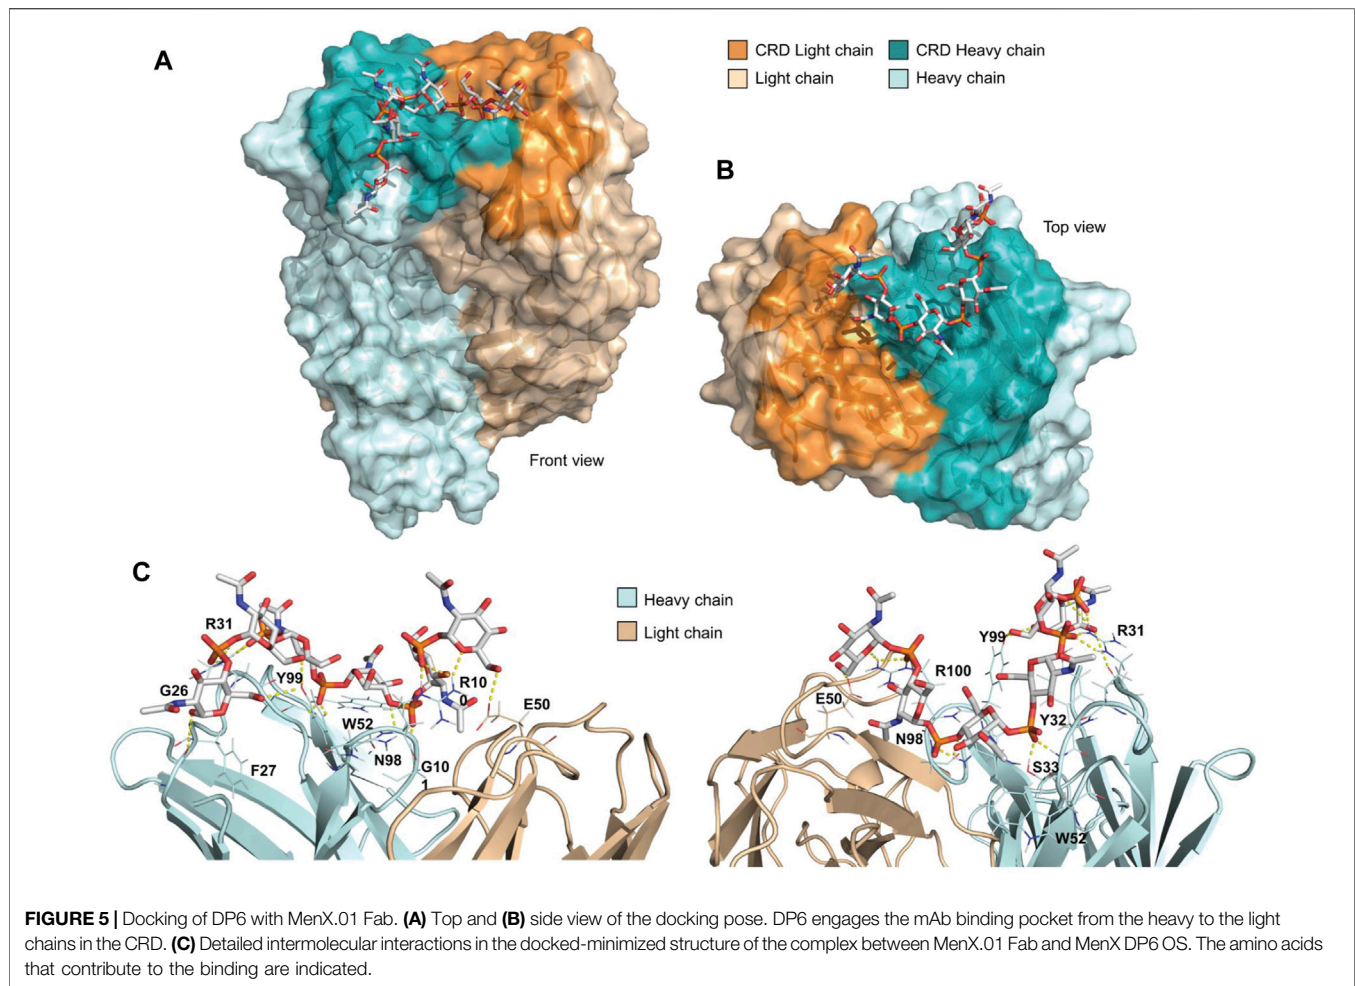 A
CRD Light chain
CRD Heavy chain
Light chain
Heavy chain
B
Top view
Front view
C
Heavy chain
Light chain
R31
G26
Y99
R10
0
E50
W52
N98
G10
1
F27
Y99
R31
R100
E50
N98
Y32
S33
W52
FIGURE 5 | Docking of DP6 with MenX.01 Fab. (A) Top and (B) side view of the docking pose. DP6 engages the mAb binding pocket from the heavy to the light
chains in the CRD. (C) Detailed intermolecular interactions in the docked-minimized structure of the complex between MenX.01 Fab and MenX DP6 OS. The amino acids
that contribute to the binding are indicated.